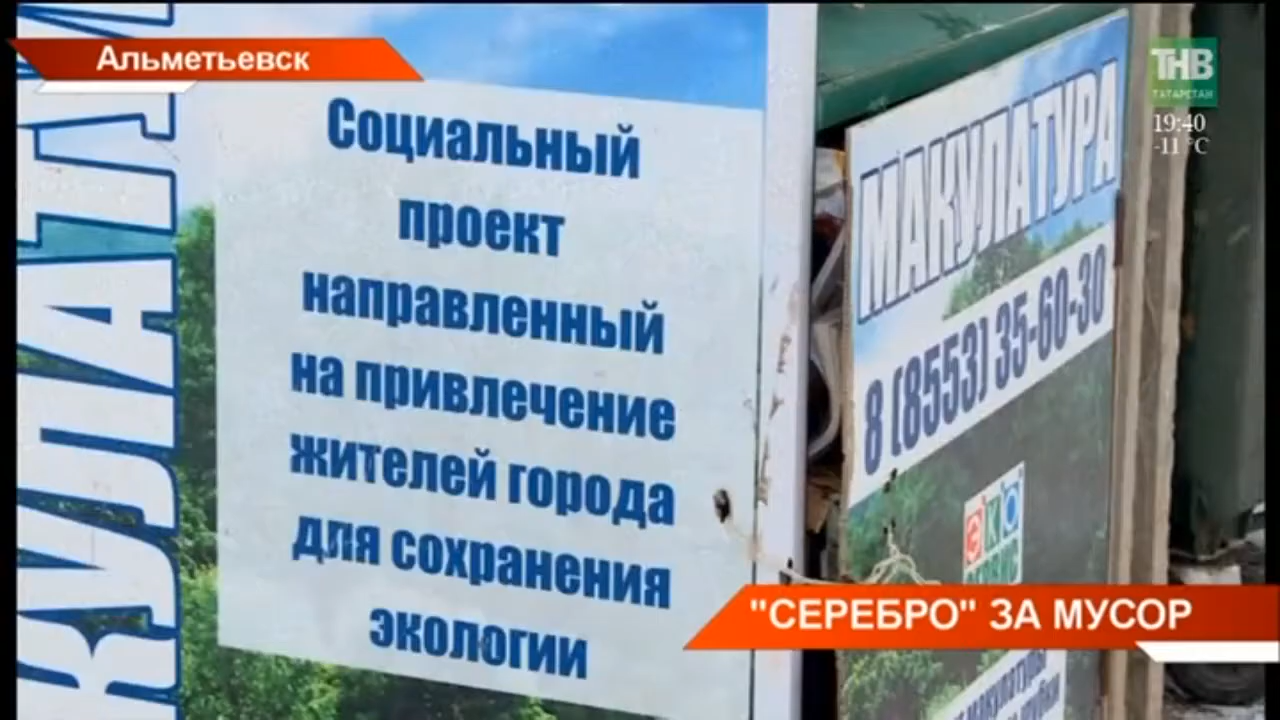 Альметьевск
ТНВ
ТАТАРСТАН
19:40
-11 °C
Социальный
проект
направленный
на привлечение
жителей города
для сохранения
экологии
МАКУЛАТУРА
8 (8553) 35-60-30
ЭКО
"СЕРЕБРО" ЗА МУСОР